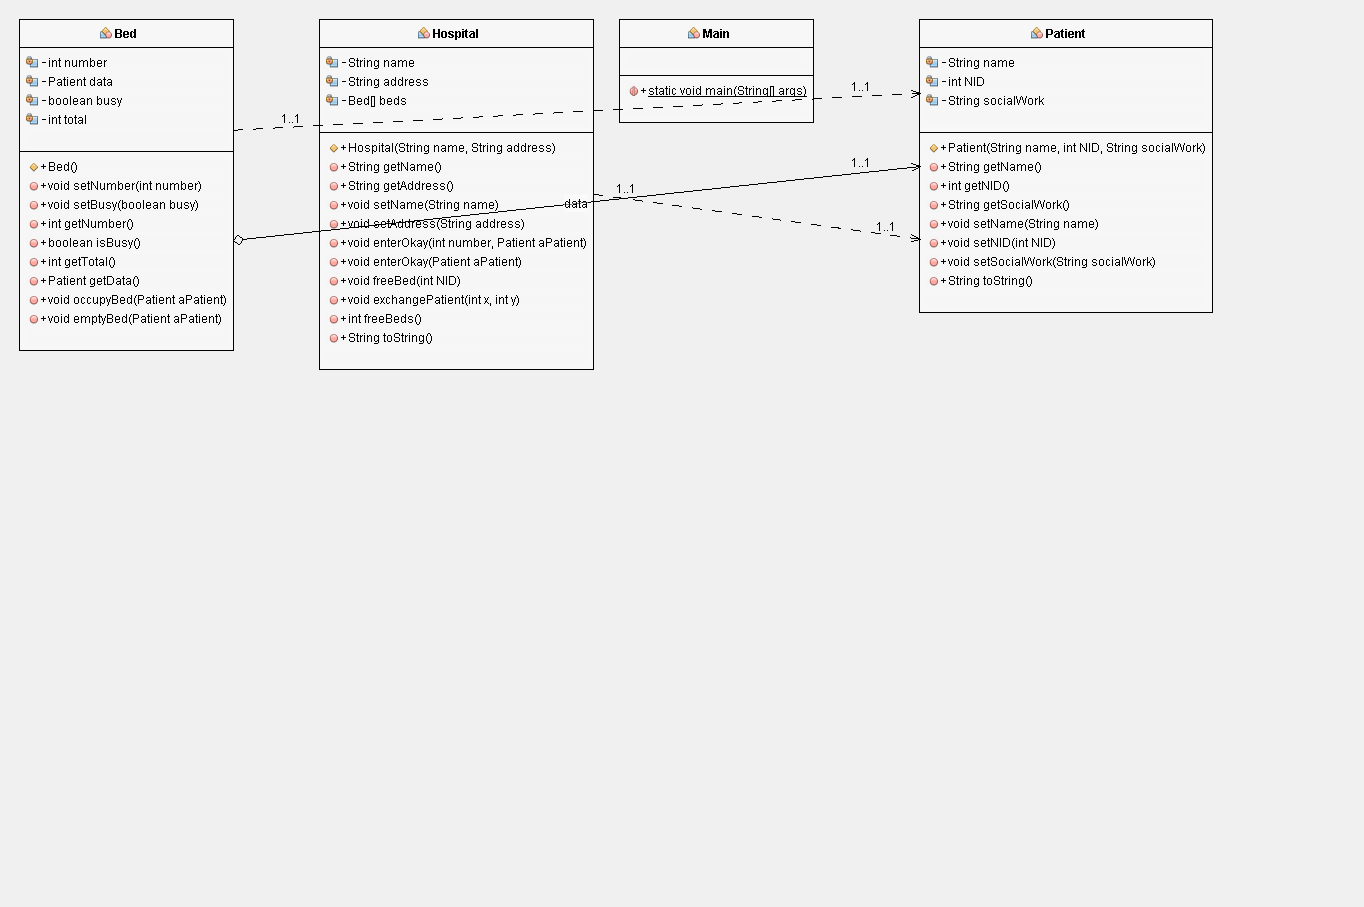 Bed
-int number
-Patient data
-boolean busy
-int total
+Bed()
+void setNumber(int number)
+void setBusy(boolean busy)
+int getNumber()
+boolean isBusy()
+int getTotal()
+Patient getData()
+void occupyBed(Patient aPatient)
+void emptyBed(Patient aPatient)
1..1
Hospital
-String name
-String address
-Bed[] beds
+Hospital(String name, String address)
+String getName()
+String getAddress()
+void setName(String name)
+void setAddress(String address)
+void enterOkay(int number, Patient aPatient)
+void enterOkay(Patient aPatient)
+void freeBed(int NID)
+void exchangePatient(int x, int y)
+int freeBeds()
+String toString()
data
1..1
Main
+static void main(String[] args)
1..1
1..1
1..1
Patient
-String name
-int NID
-String socialWork
+Patient(String name, int NID, String socialWork)
+String getName()
+int getNID()
+String getSocialWork()
+void setName(String name)
+void setNID(int NID)
+void setSocialWork(String socialWork)
+String toString()